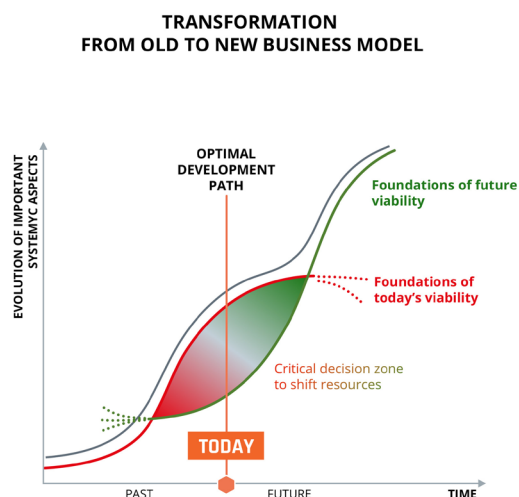 TRANSFORMATION
FROM OLD TO NEW BUSINESS MODEL
EVOLUTION OF IMPORTANT
SYSTEMYC ASPECTS
OPTIMAL
DEVELOPMENT
PATH
Foundations of future
viability
Foundations of
today's viability
Critical decision zone
to shift resources
TODAY
PAST
FUTURE
TIME